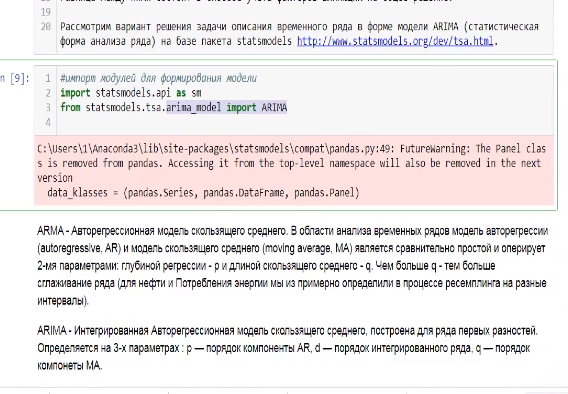 19
20 Рассмотрим вариант решения задачи описания временного ряда в форме модели ARIMA (статистическая
форма анализа ряда) на базе пакета statsmodels http://www.statsmodels.org/dev/tsa.html.
n [9]:
1 #импорт модулей для формирования модели
2 import statsmodels.api as sm
3 from statsmodels.tsa.arima_model import ARIMA
4
C:\Users\1\Anaconda3\lib\site-packages\statsmodels\compat\pandas.py:49: FutureWarning: The Panel clas
s is removed from pandas. Accessing it from the top-level namespace will also be removed in the next
version
data_klasses = (pandas.Series, pandas.DataFrame, pandas.Panel)
ARMA - Авторегрессионная модель скользящего среднего. В области анализа временных рядов модель авторегрессии
(autoregressive, AR) и модель скользящего среднего (moving average, MA) является сравнительно простой и оперирует
2-мя параметрами: глубиной регрессии - p и длиной скользящего среднего - q. Чем больше q - тем больше
сглаживание ряда (для нефти и Потребления энергии мы из примерно определили в процессе ресемплинга на разные
интервалы).
ARIMA - Интегрированная Авторегрессионная модель скользящего среднего, построена для ряда первых разностей.
Определяется на 3-х параметрах : p — порядок компоненты AR, d — порядок интегрированного ряда, q — порядок
компонеты MA.